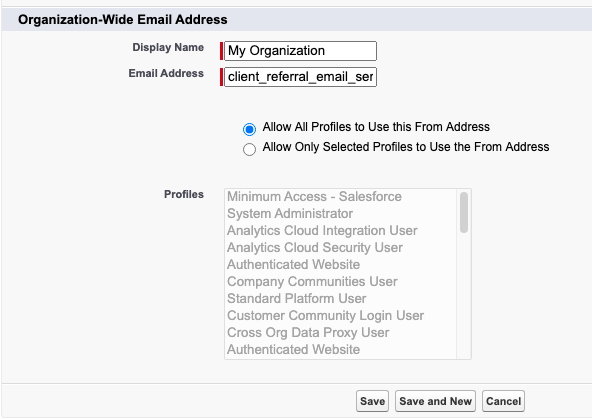 Organization-Wide Email Address
Display Name My Organization
Email Address client_referral_email_ser
Allow All Profiles to Use this From Address
Allow Only Selected Profiles to Use the From Address
Profiles
Minimum Access - Salesforce
System Administrator
Analytics Cloud Integration User
Analytics Cloud Security User
Authenticated Website
Company Communities User
Standard Platform User
Customer Community Login User
Cross Org Data Proxy User
Authenticated Website
Save Save and New Cancel